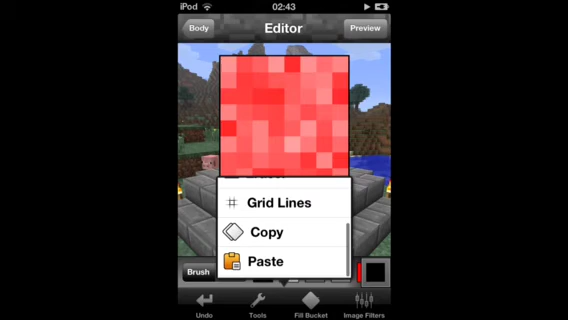 iPod 02:43
Body Editor Preview
Grid Lines
Copy
Paste
Brush
Undo Tools Fill Bucket Image Filters